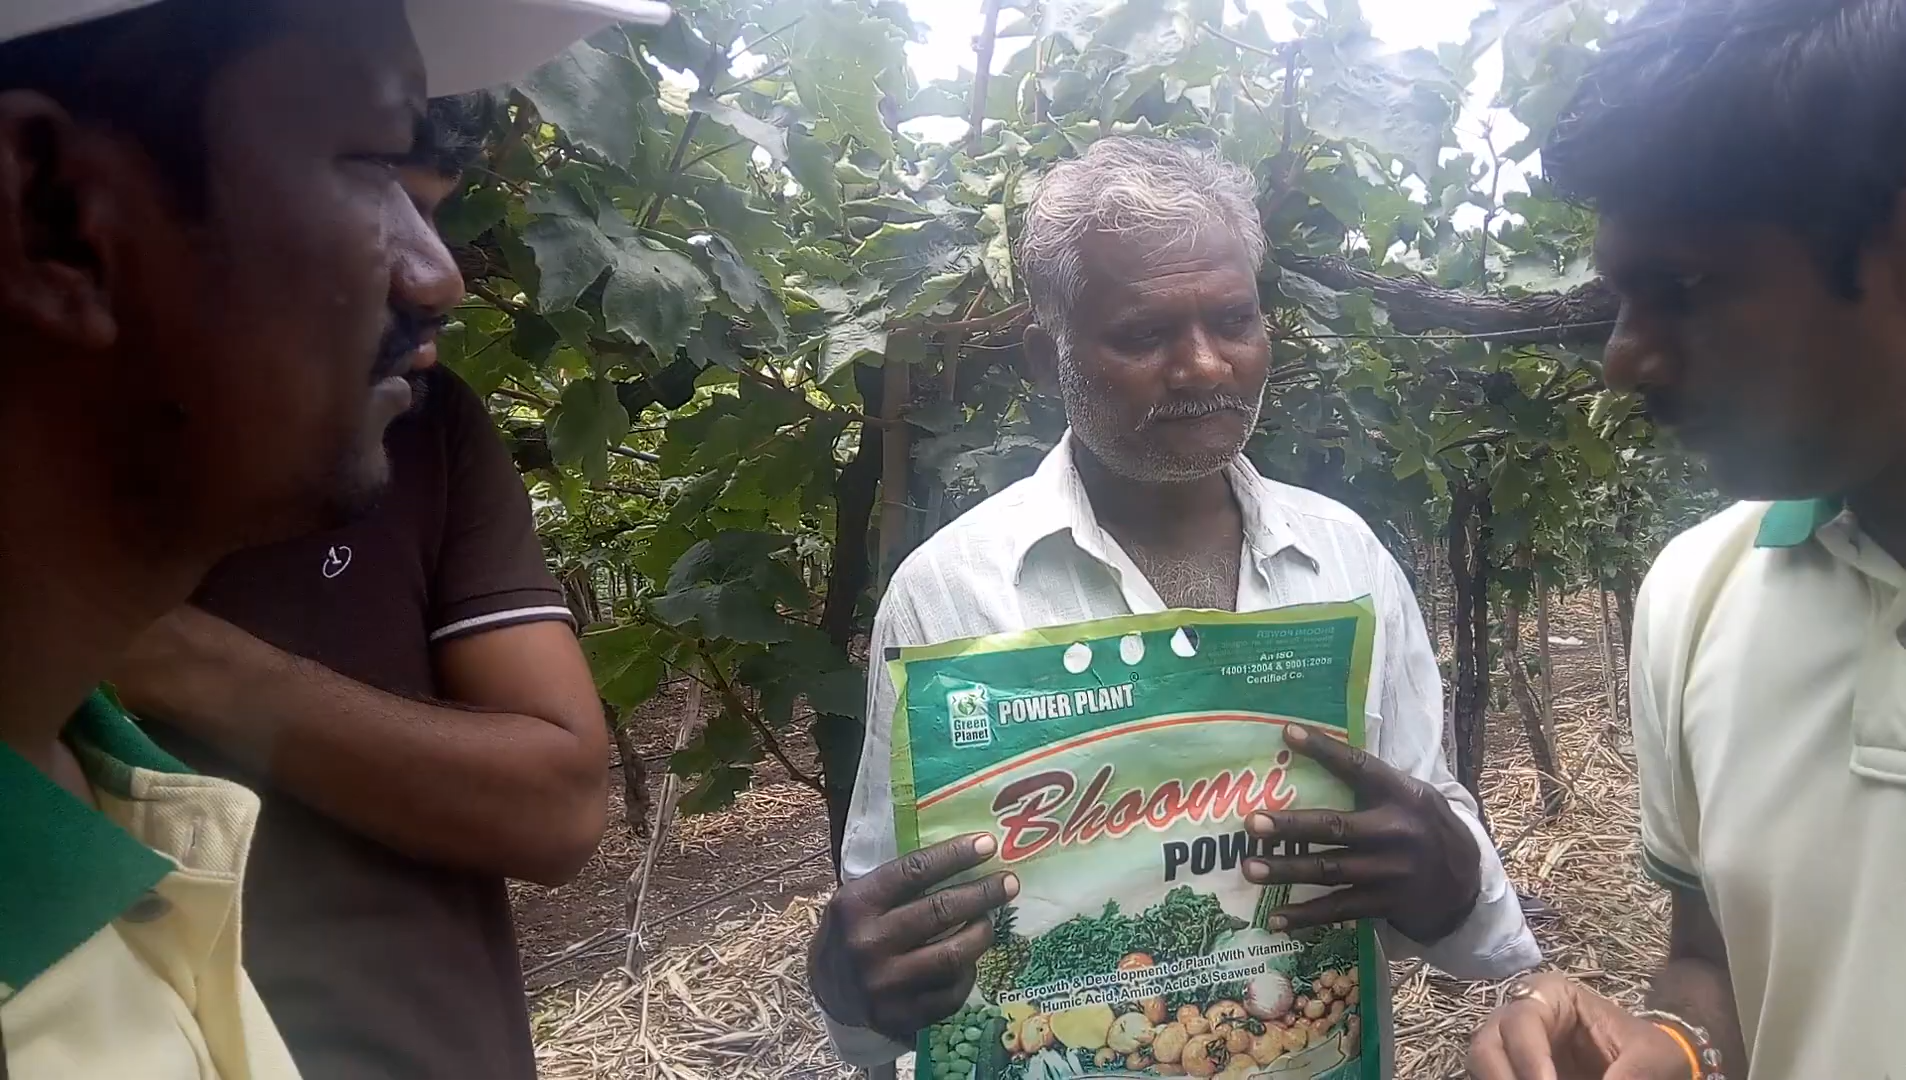 An ISO
14001:2004 & 9001:2008
Certified Co.
Green
Planet
POWER PLANT®
Bhoomi
POWER
For Growth & Development of Plant With Vitamins,
Humic Acid, Amino Acids & Seaweed